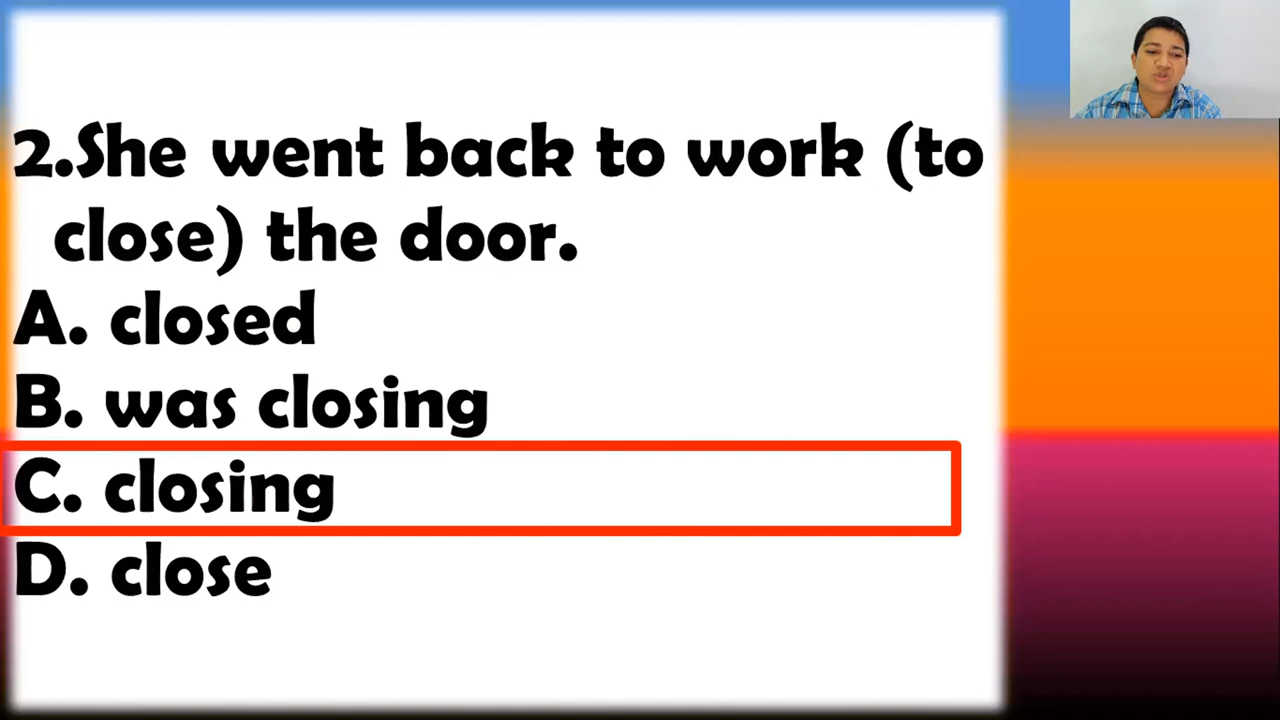 2.She went back to work (to
close) the door.
A. closed
B. was closing
C. closing
D. close